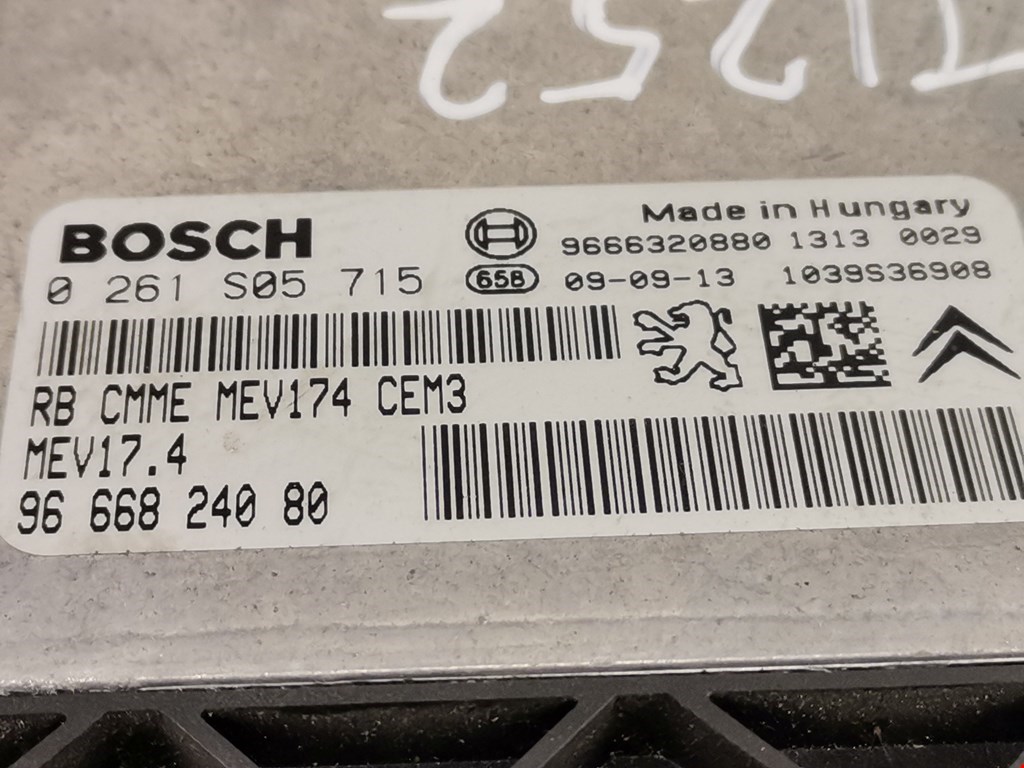 BOSCH
0 261 S05 715
658
Made in Hungary
9666320880 1313 0029
09-09-13 1039S36908
RB CMME MEV174 CEM3
MEV17.4
96 668 240 80